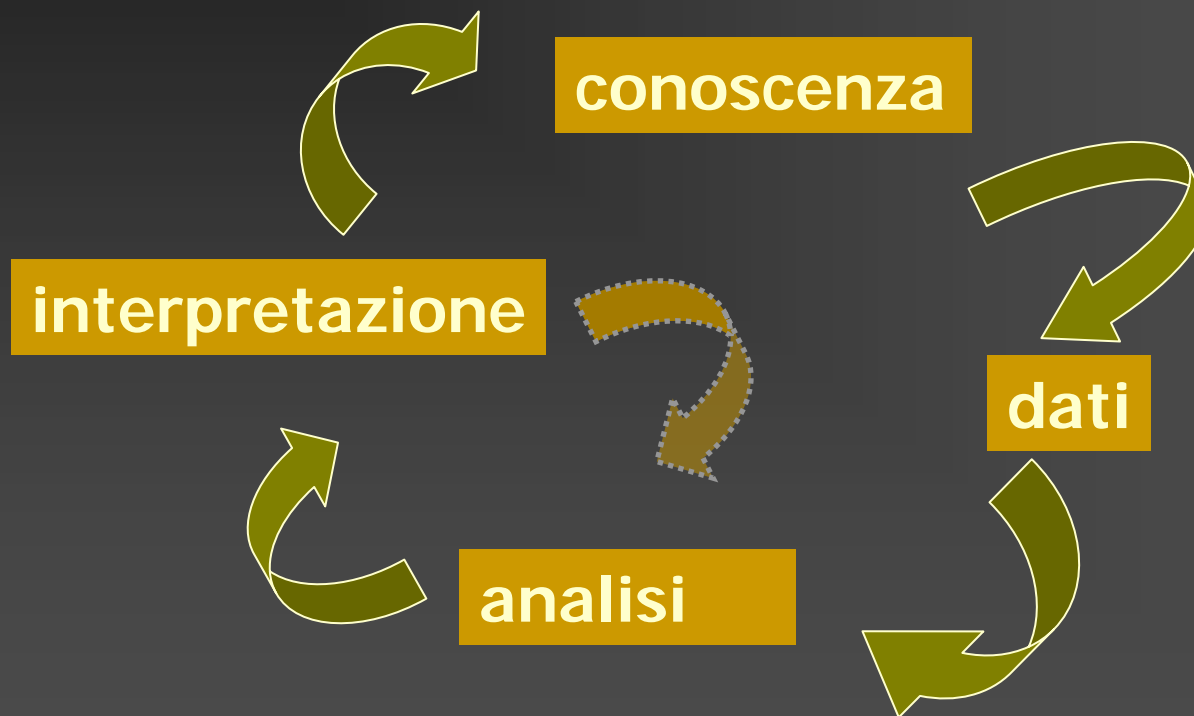 conoscenza
interpretazione
dati
analisi